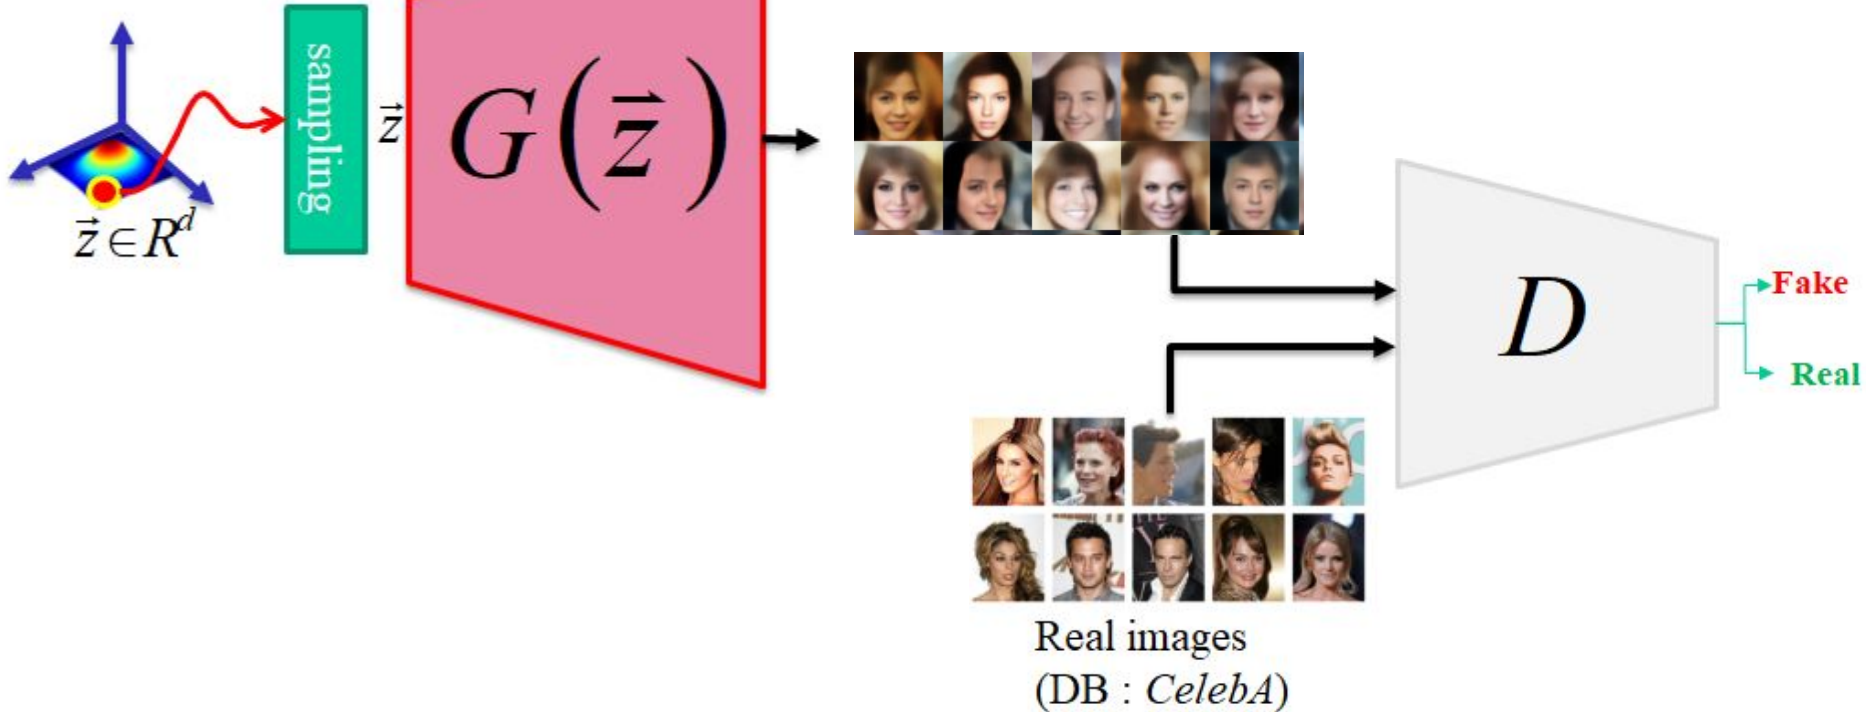 sampling
z⃗
G(z⃗)
z⃗ ∈ R^d
D
Fake
Real
Real images
(DB : CelebA)